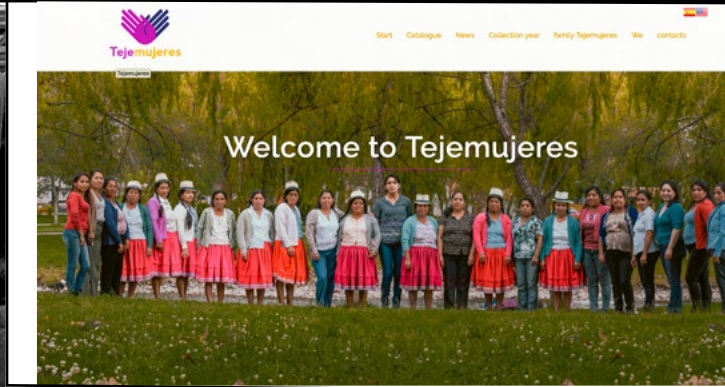 Tejemujeres
Start Catalogue News Collection year family Tejemujeres We contacts
Tejemujeres
Welcome to Tejemujeres